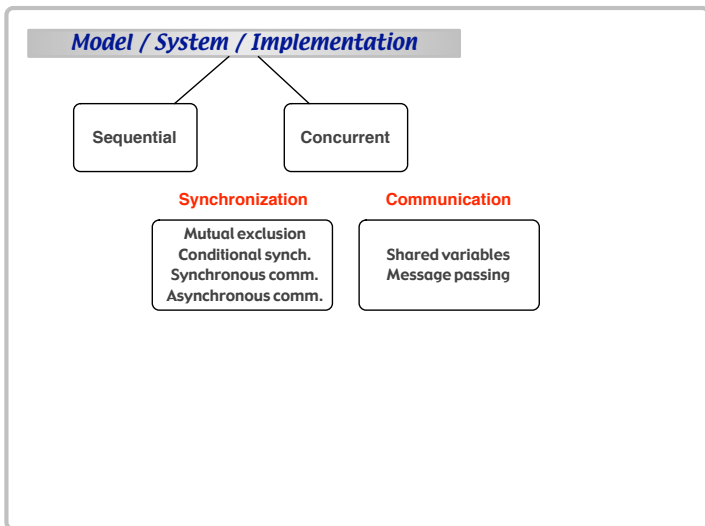 Model / System / Implementation
Sequential
Concurrent
Synchronization
Communication
Mutual exclusion
Conditional synch.
Synchronous comm.
Asynchronous comm.
Shared variables
Message passing